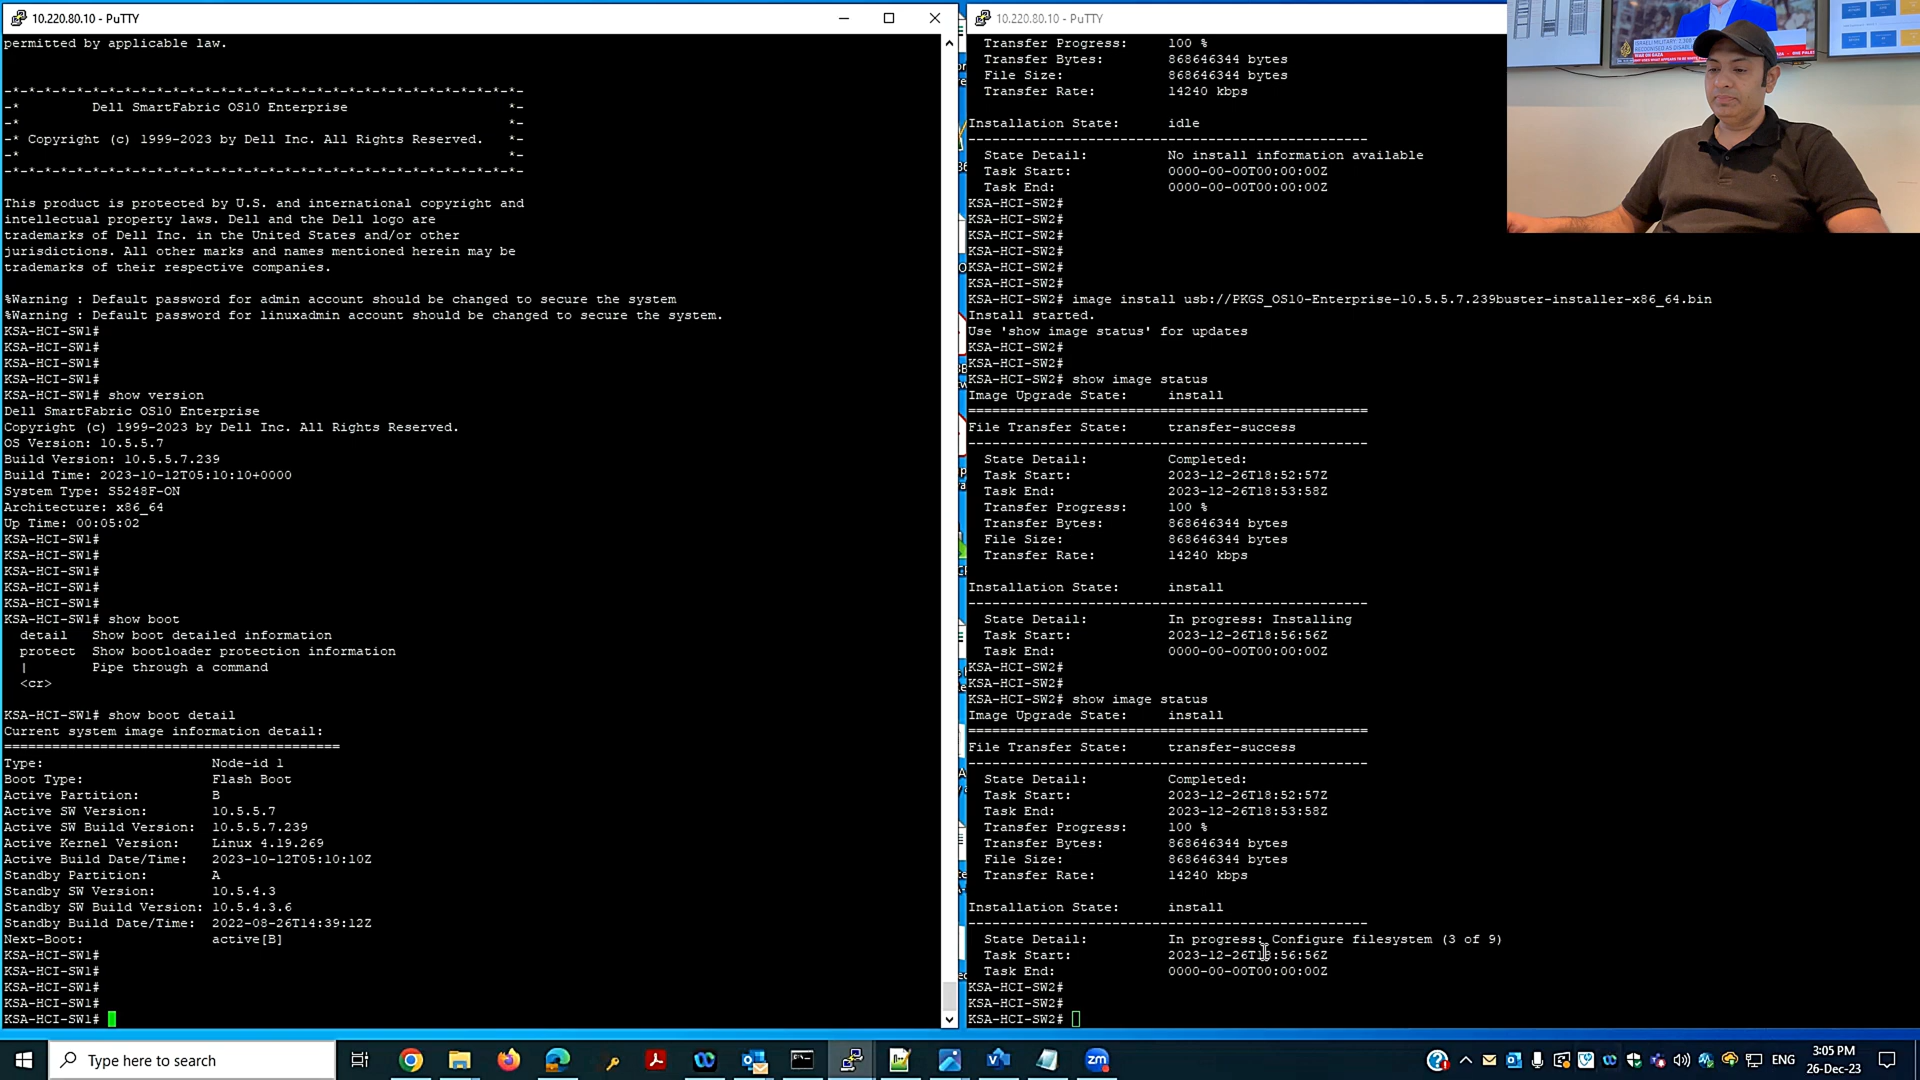 10.220.80.10 - PuTTY
permitted by applicable law.
-*-*-*-*-*-*-*-*-*-*-*-*-*-*-*-*-*-*-*-*-*-*-*-*-*-*-*-*-*-*-*-*-
-* Dell SmartFabric OS10 Enterprise *-
-* *-
-* Copyright (c) 1999-2023 by Dell Inc. All Rights Reserved. *-
-* *-
-*-*-*-*-*-*-*-*-*-*-*-*-*-*-*-*-*-*-*-*-*-*-*-*-*-*-*-*-*-*-*-*-
This product is protected by U.S. and international copyright and
intellectual property laws. Dell and the Dell logo are
trademarks of Dell Inc. in the United States and/or other
jurisdictions. All other marks and names mentioned herein may be
trademarks of their respective companies.
%Warning : Default password for admin account should be changed to secure the system
%Warning : Default password for linuxadmin account should be changed to secure the system.
KSA-HCI-SW1#
KSA-HCI-SW1#
KSA-HCI-SW1#
KSA-HCI-SW1#
KSA-HCI-SW1# show version
Dell SmartFabric OS10 Enterprise
Copyright (c) 1999-2023 by Dell Inc. All Rights Reserved.
OS Version: 10.5.5.7
Build Version: 10.5.5.7.239
Build Time: 2023-10-12T05:10:10+0000
System Type: S5248F-ON
Architecture: x86_64
Up Time: 00:05:02
KSA-HCI-SW1#
KSA-HCI-SW1#
KSA-HCI-SW1#
KSA-HCI-SW1#
KSA-HCI-SW1#
KSA-HCI-SW1# show boot
detail Show boot detailed information
protect Show bootloader protection information
| Pipe through a command
<cr>
KSA-HCI-SW1# show boot detail
Current system image information detail:
==========================================
Type: Node-id 1
Boot Type: Flash Boot
Active Partition: B
Active SW Version: 10.5.5.7
Active SW Build Version: 10.5.5.7.239
Active Kernel Version: Linux 4.19.269
Active Build Date/Time: 2023-10-12T05:10:10Z
Standby Partition: A
Standby SW Version: 10.5.4.3
Standby SW Build Version: 10.5.4.3.6
Standby Build Date/Time: 2022-08-26T14:39:12Z
Next-Boot: active[B]
KSA-HCI-SW1#
KSA-HCI-SW1#
KSA-HCI-SW1#
KSA-HCI-SW1#
KSA-HCI-SW1#
10.220.80.10 - PuTTY
Transfer Progress: 100 %
Transfer Bytes: 868646344 bytes
File Size: 868646344 bytes
Transfer Rate: 14240 kbps
Installation State: idle
--------------------------------------------------
State Detail: No install information available
Task Start: 0000-00-00T00:00:00Z
Task End: 0000-00-00T00:00:00Z
KSA-HCI-SW2#
KSA-HCI-SW2#
KSA-HCI-SW2#
KSA-HCI-SW2#
KSA-HCI-SW2#
KSA-HCI-SW2#
KSA-HCI-SW2# image install usb://PKGS_OS10-Enterprise-10.5.5.7.239buster-installer-x86_64.bin
Install started.
Use 'show image status' for updates
KSA-HCI-SW2#
KSA-HCI-SW2#
KSA-HCI-SW2# show image status
Image Upgrade State: install
==================================================
File Transfer State: transfer-success
--------------------------------------------------
State Detail: Completed:
Task Start: 2023-12-26T18:52:57Z
Task End: 2023-12-26T18:53:58Z
Transfer Progress: 100 %
Transfer Bytes: 868646344 bytes
File Size: 868646344 bytes
Transfer Rate: 14240 kbps
Installation State: install
--------------------------------------------------
State Detail: In progress: Installing
Task Start: 2023-12-26T18:56:56Z
Task End: 0000-00-00T00:00:00Z
KSA-HCI-SW2#
KSA-HCI-SW2#
KSA-HCI-SW2# show image status
Image Upgrade State: install
==================================================
File Transfer State: transfer-success
--------------------------------------------------
State Detail: Completed:
Task Start: 2023-12-26T18:52:57Z
Task End: 2023-12-26T18:53:58Z
Transfer Progress: 100 %
Transfer Bytes: 868646344 bytes
File Size: 868646344 bytes
Transfer Rate: 14240 kbps
Installation State: install
--------------------------------------------------
State Detail: In progress: Configure filesystem (3 of 9)
Task Start: 2023-12-26T18:56:56Z
Task End: 0000-00-00T00:00:00Z
KSA-HCI-SW2#
KSA-HCI-SW2#
KSA-HCI-SW2#
Type here to search
zm
ENG
3:05 PM
26-Dec-23